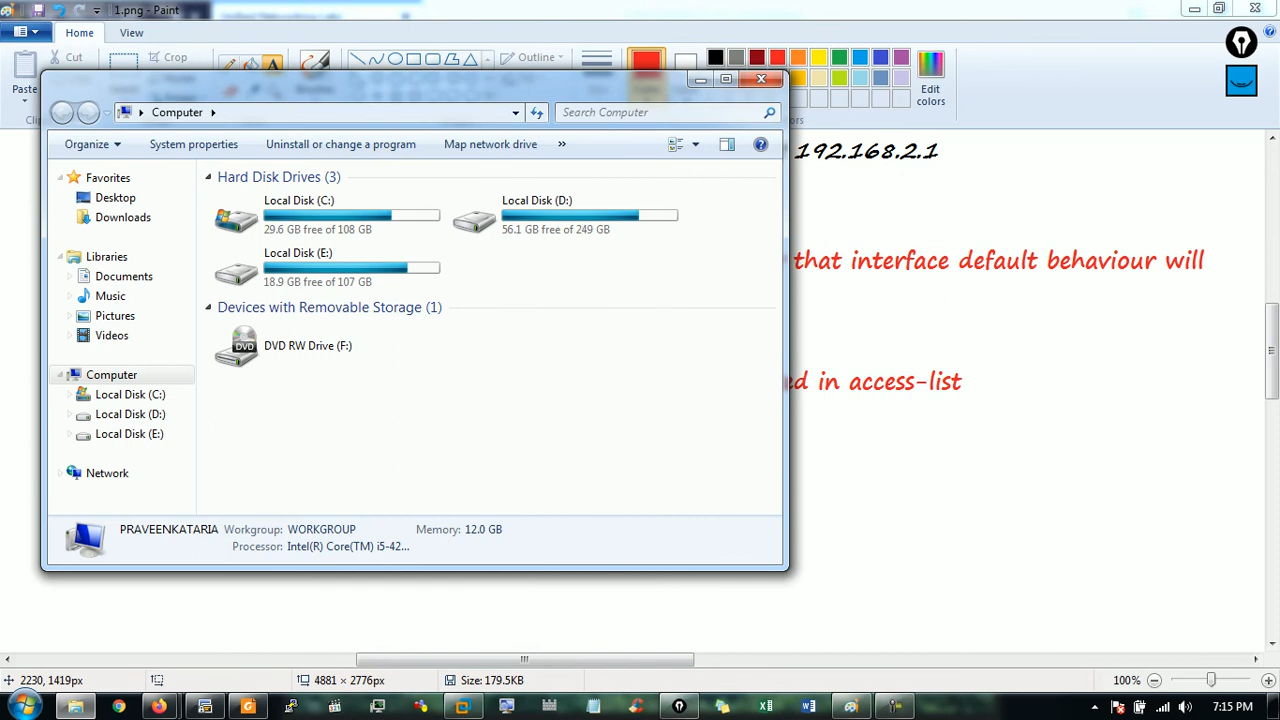 1.png - Paint
Home
View
Cut
Crop
Paste
Outline
Edit colors
Computer
Search Computer
Organize
System properties
Uninstall or change a program
Map network drive
»
192.168.2.1
Favorites
Desktop
Downloads
Libraries
Documents
Music
Pictures
Videos
Computer
Local Disk (C:)
Local Disk (D:)
Local Disk (E:)
Network
Hard Disk Drives (3)
Local Disk (C:)
29.6 GB free of 108 GB
Local Disk (D:)
56.1 GB free of 249 GB
Local Disk (E:)
18.9 GB free of 107 GB
Devices with Removable Storage (1)
DVD RW Drive (F:)
DVD
that interface default behaviour will
in access-list
PRAVEENKATARIA Workgroup: WORKGROUP Memory: 12.0 GB
Processor: Intel(R) Core(TM) i5-42...
2230, 1419px
4881 × 2776px
Size: 179.5KB
100%
7:15 PM